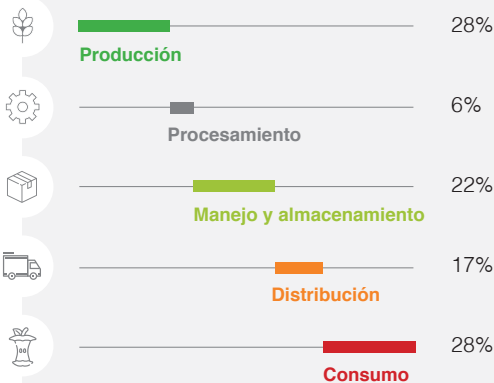 28%
Producción
6%
Procesamiento
22%
Manejo y almacenamiento
17%
Distribución
28%
Consumo